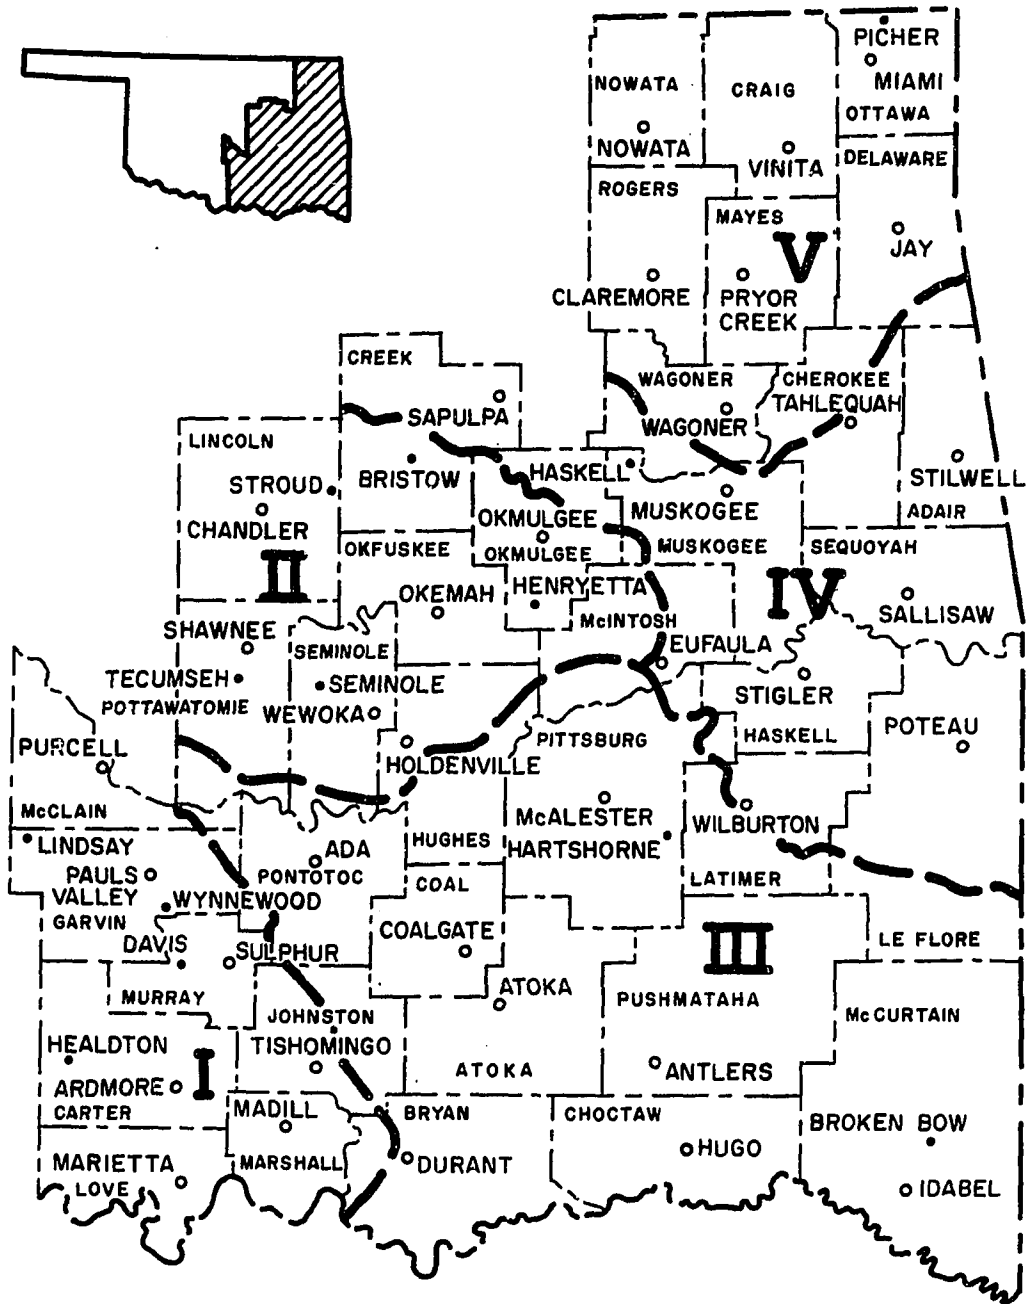 PICHER
MIAMI
OTTAWA
NOWATA
CRAIG
NOWATA
VINITA
DELAWARE
ROGERS
MAYES
V
JAY
CLAREMORE
PRYOR
CREEK
CREEK
WAGONER
CHEROKEE
TAHLEQUAH
SAPULPA
WAGONER
LINCOLN
BRISTOW
HASKELL
STILWELL
STROUD
MUSKOGEE
ADAIR
CHANDLER
OKMULGEE
OKFUSKEE
OKMULGEE
MUSKOGEE
SEQUOYAH
II
HENRYETTA
IV
OKEMAH
McINTOSH
SALLISAW
SHAWNEE
SEMINOLE
EUFAULA
TECUMSEH
SEMINOLE
STIGLER
POTTAWATOMIE
WEWOKA
PURCELL
HOLDENVILLE
PITTSBURG
HASKELL
POTEAU
McCLAIN
McALESTER
WILBURTON
LINDSAY
ADA
HUGHES
HARTSHORNE
PAULS
VALLEY
PONTOTOC
COAL
LATIMER
WYNNEWOOD
GARVIN
DAVIS
SULPHUR
COALGATE
III
LE FLORE
MURRAY
ATOKA
PUSHMATAHA
McCURTAIN
JOHNSTON
HEALDTON
I
TISHOMINGO
ATOKA
ANTLERS
ARDMORE
CARTER
MADILL
BRYAN
CHOCTAW
BROKEN BOW
MARIETTA
LOVE
MARSHALL
DURANT
HUGO
IDABEL